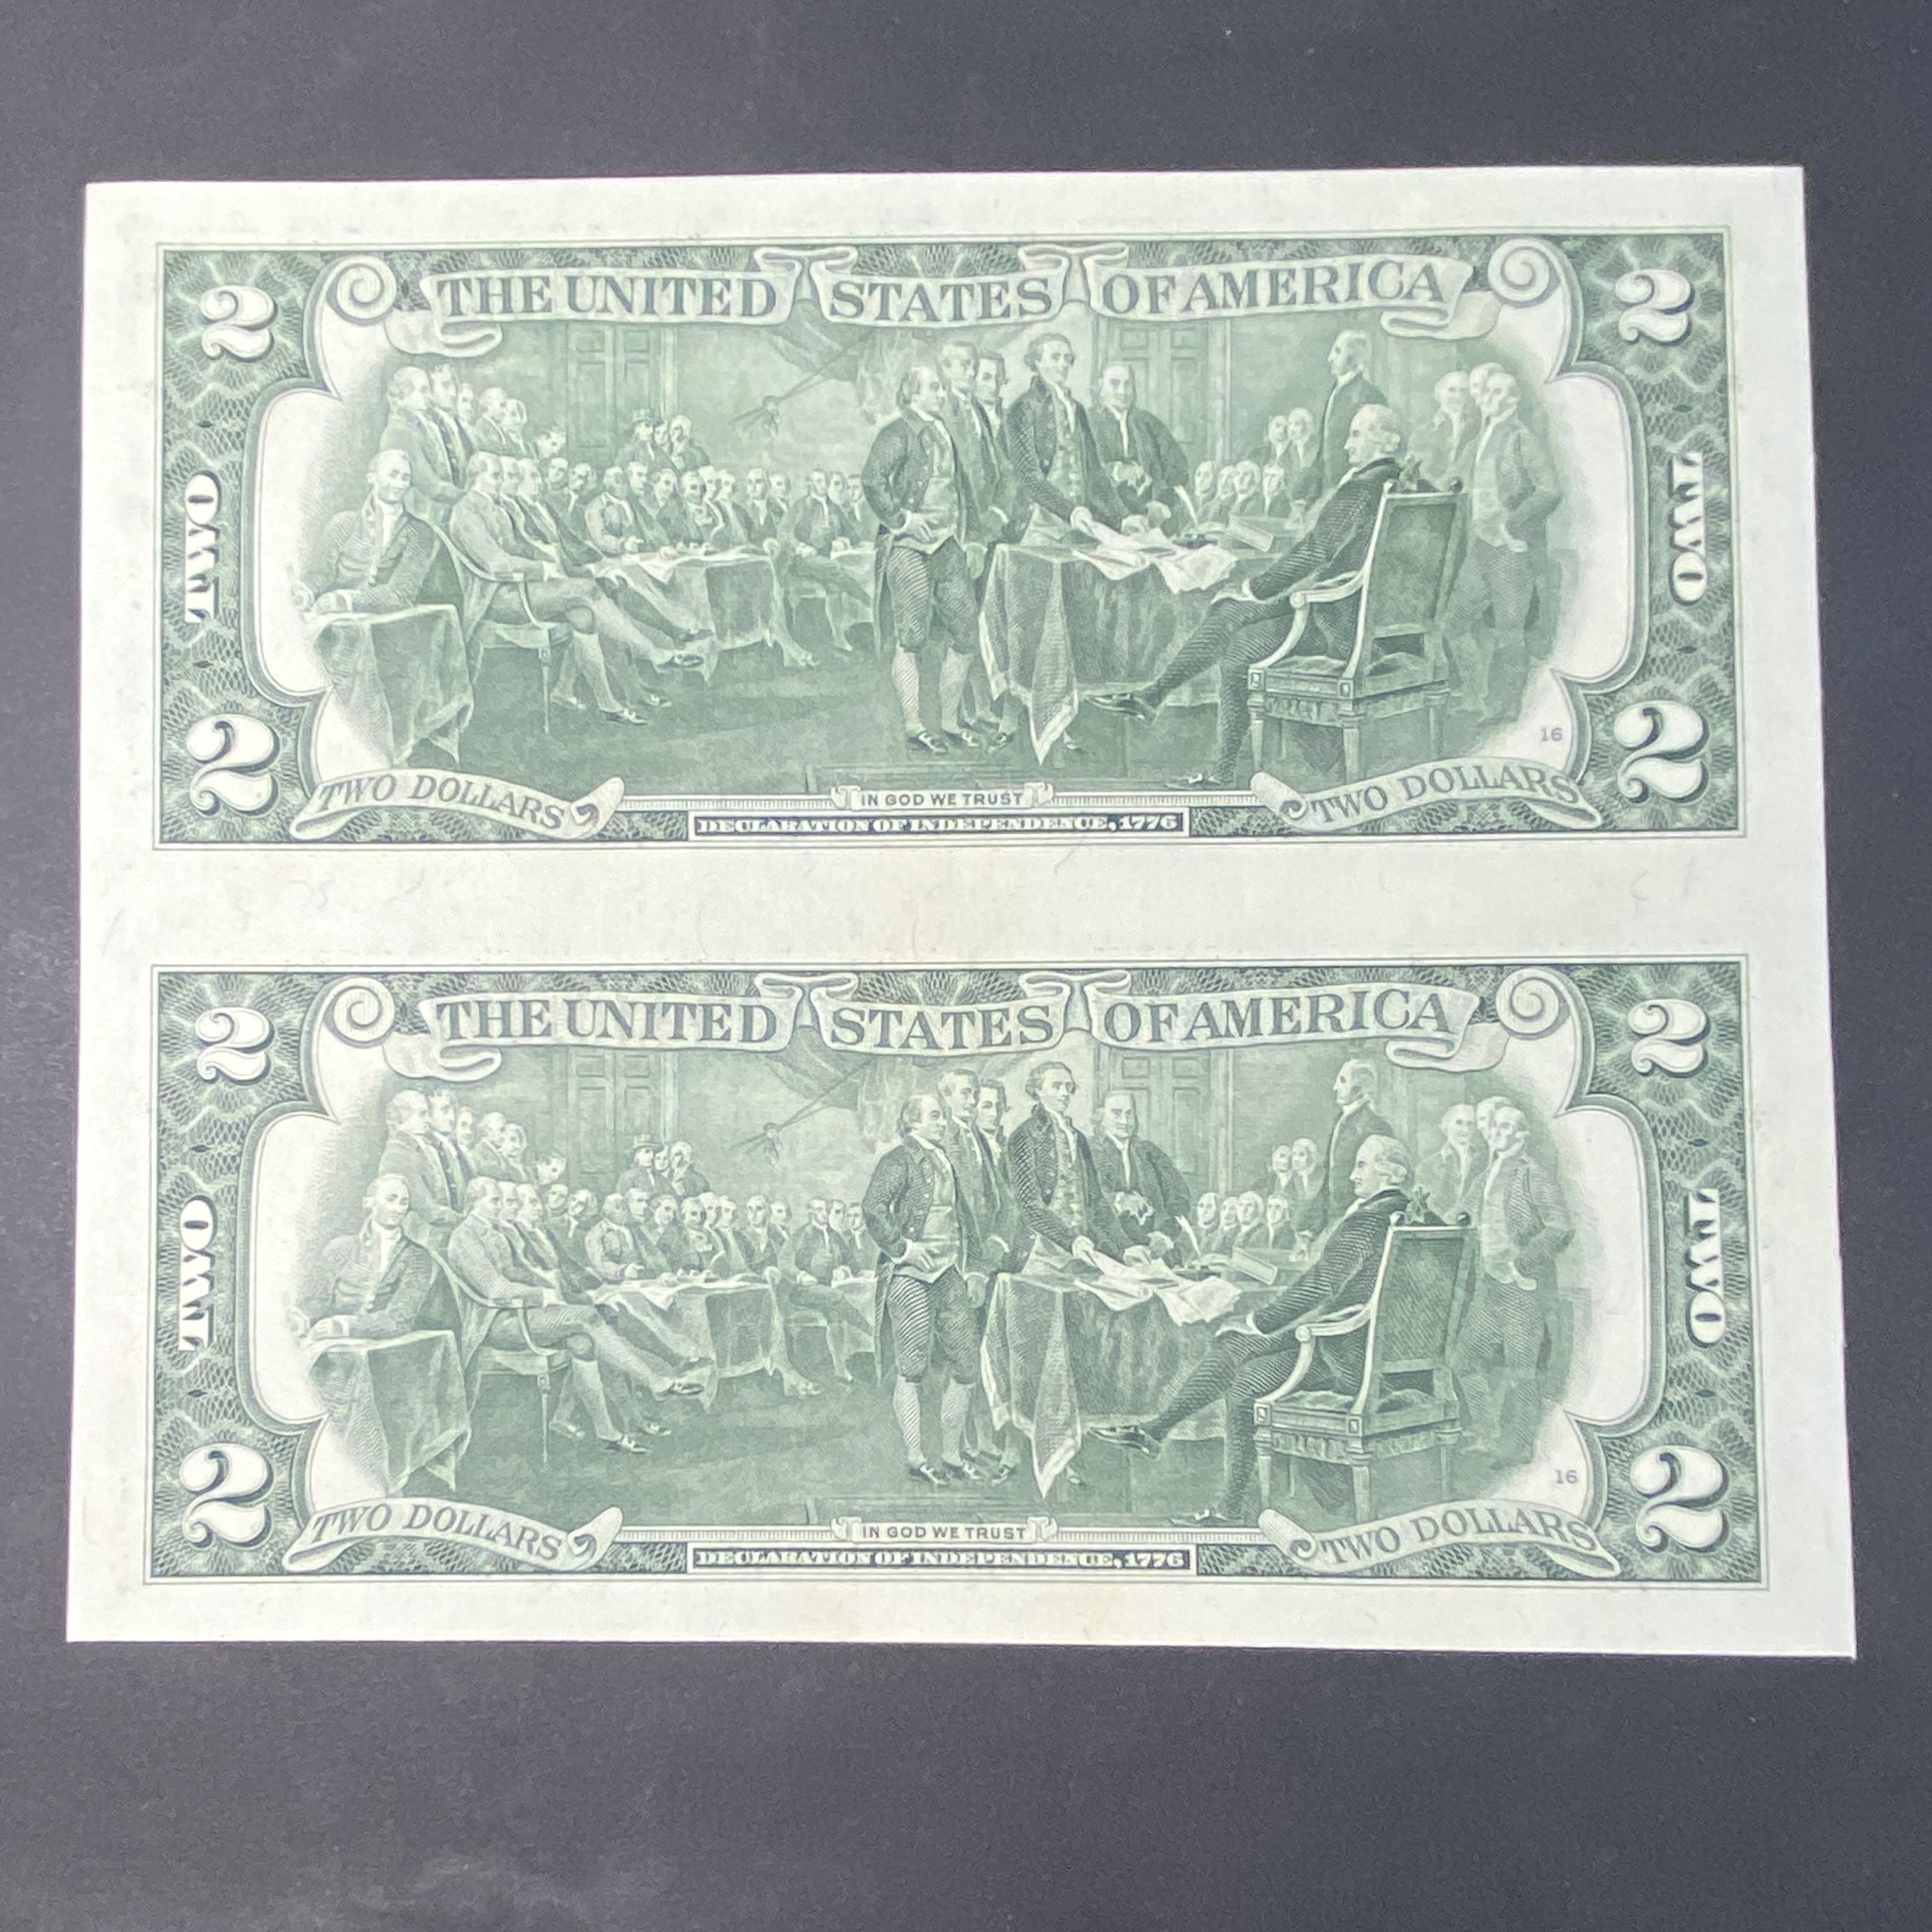 THE UNITED STATES OF AMERICA
2 2
TWO TWO
16
2 2
TWO DOLLARS IN GOD WE TRUST TWO DOLLARS
DECLARATION OF INDEPENDENCE, 1776
THE UNITED STATES OF AMERICA
2 2
TWO TWO
16
2 2
TWO DOLLARS IN GOD WE TRUST TWO DOLLARS
DECLARATION OF INDEPENDENCE, 1776